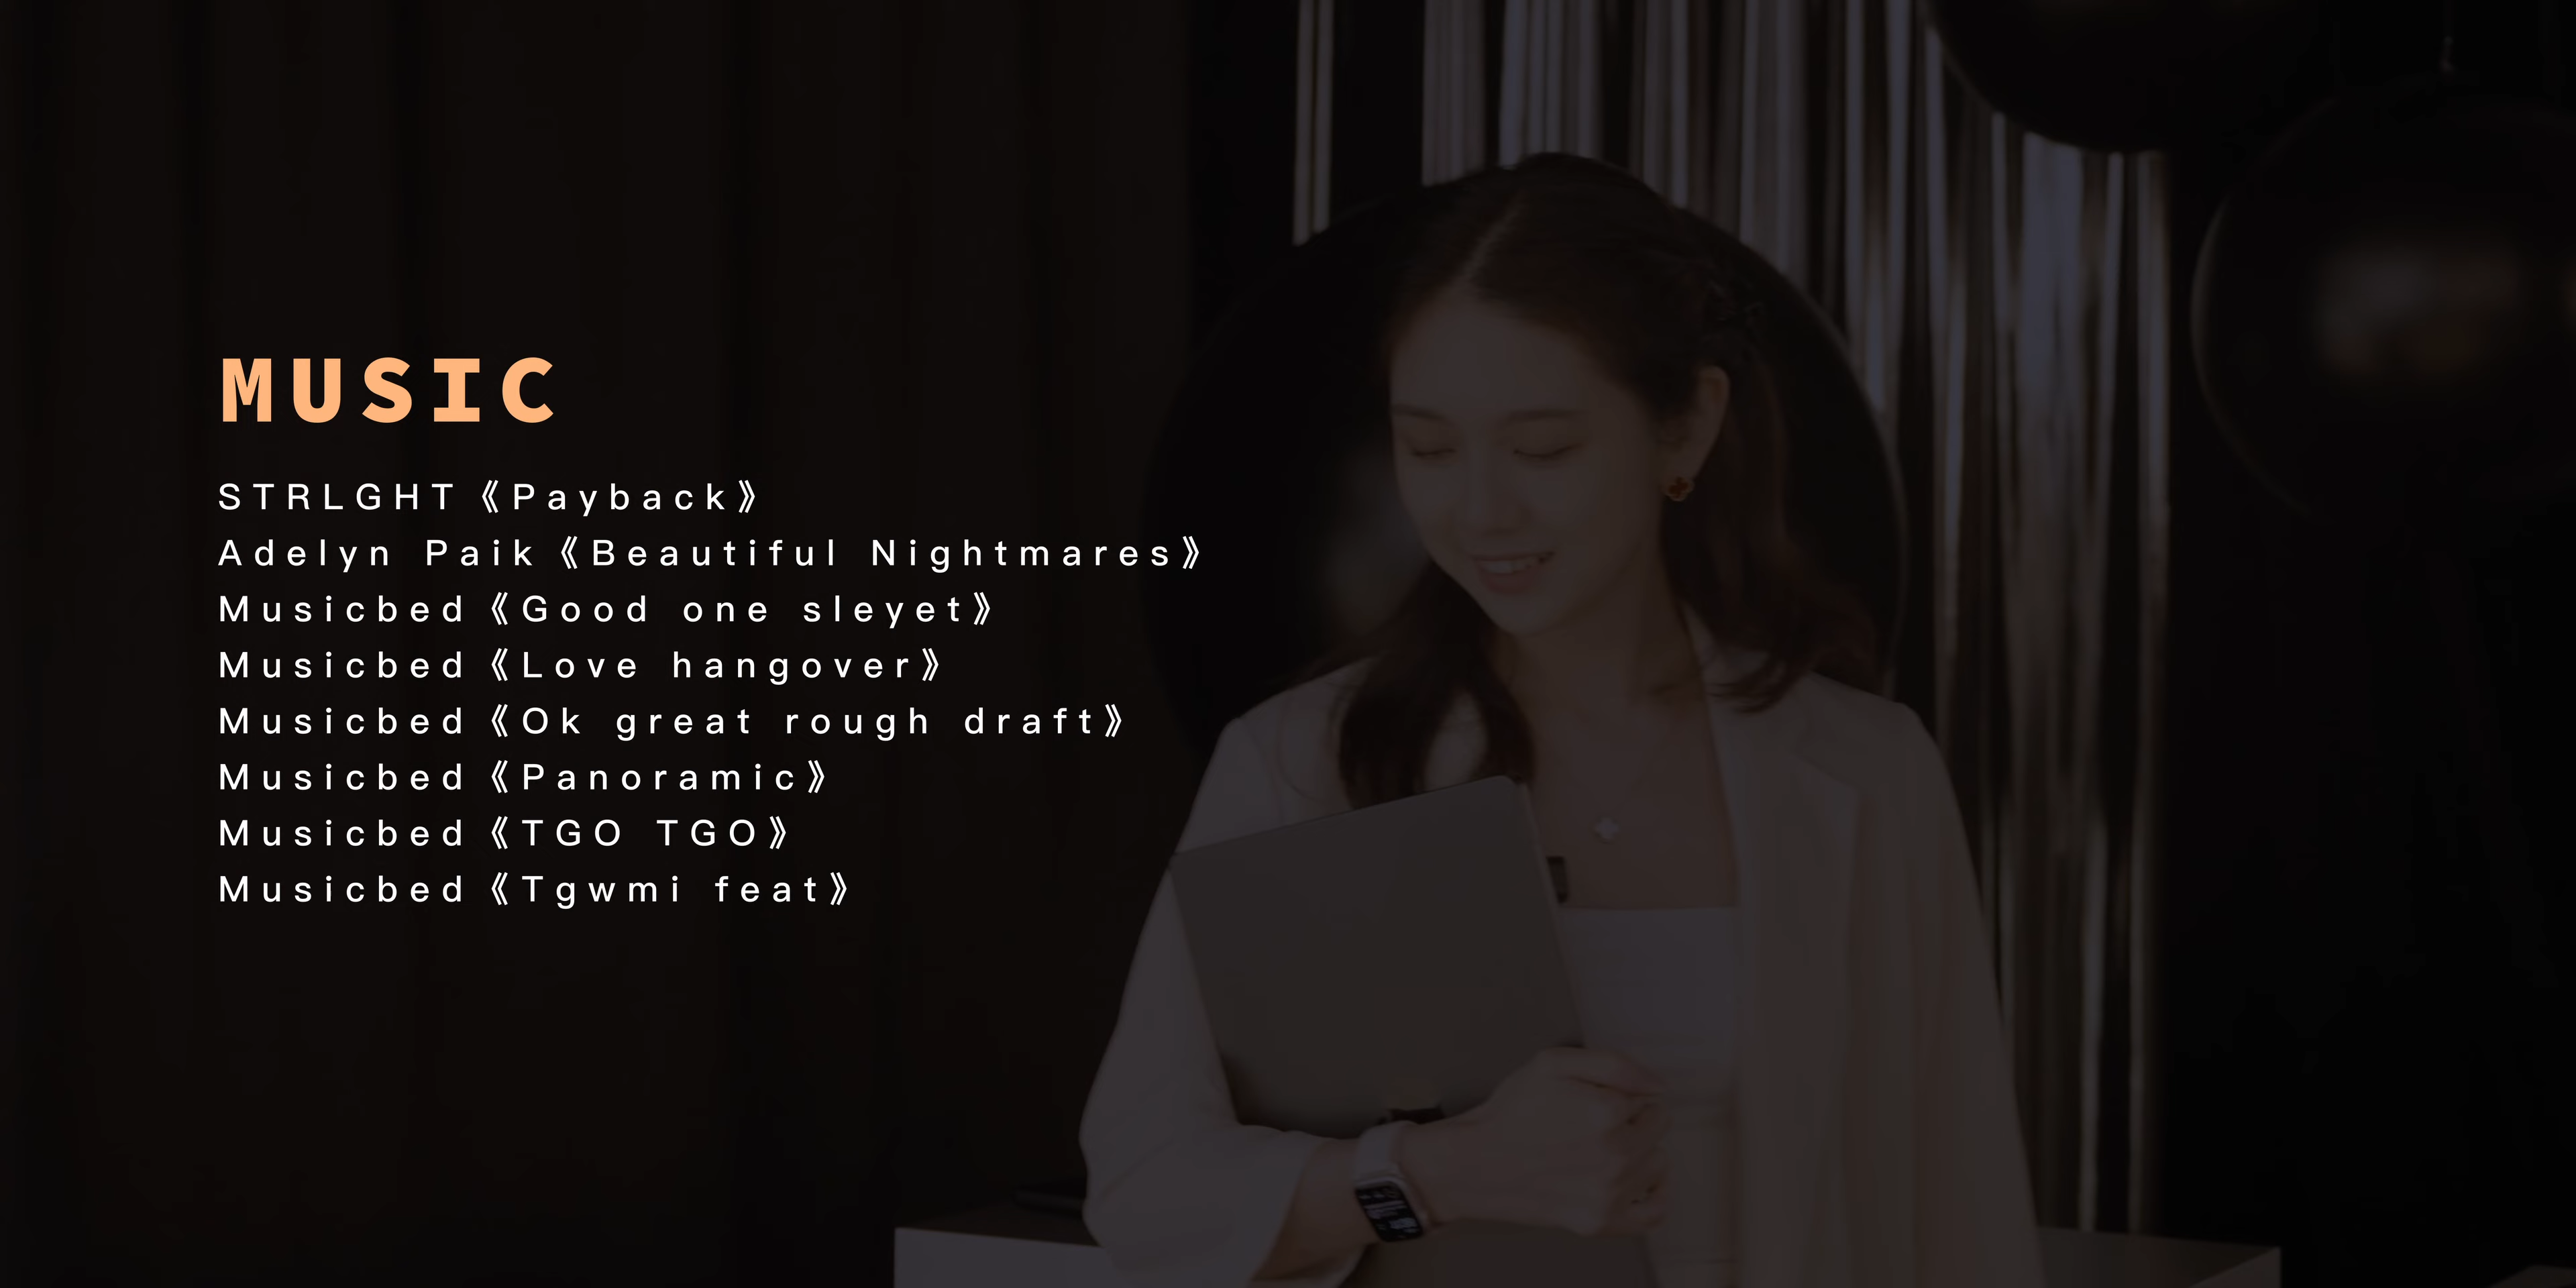 MUSIC
STRLGHT《Payback》
Adelyn Paik《Beautiful Nightmares》
Musicbed《Good one sleyet》
Musicbed《Love hangover》
Musicbed《Ok great rough draft》
Musicbed《Panoramic》
Musicbed《TGO TGO》
Musicbed《Tgwmi feat》